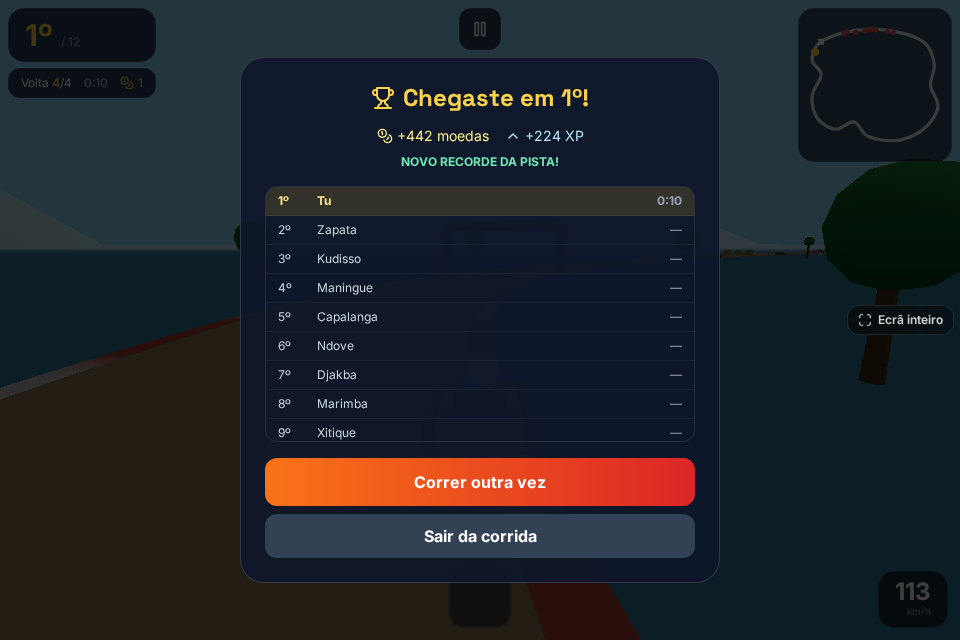 1º / 12
Volta 4/4 0:10 1
Chegaste em 1º!
+442 moedas +224 XP
NOVO RECORDE DA PISTA!
1º Tu 0:10
2º Zapata —
3º Kudisso —
4º Maningue —
5º Capalanga —
6º Ndove —
7º Djakba —
8º Marimba —
9º Xitique —
Ecrã inteiro
Correr outra vez
Sair da corrida
113
km/h